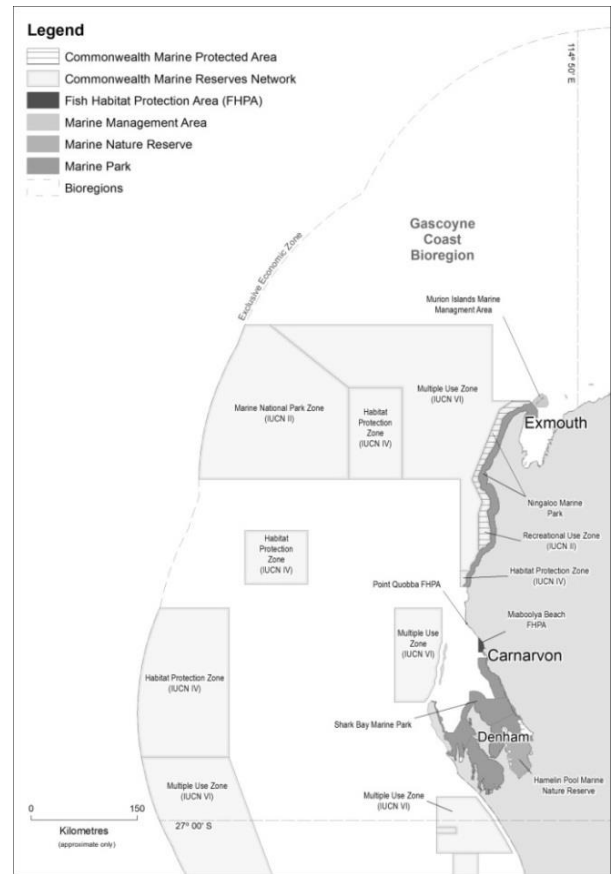 Legend
Commonwealth Marine Protected Area
Commonwealth Marine Reserves Network
Fish Habitat Protection Area (FHPA)
Marine Management Area
Marine Nature Reserve
Marine Park
Bioregions
114° 50' E
Exclusive Economic Zone
Gascoyne
Coast
Bioregion
Murion Islands Marine
Managment Area
Marine National Park Zone
(IUCN II)
Habitat
Protection
Zone
(IUCN IV)
Multiple Use Zone
(IUCN VI)
Exmouth
Ningaloo Marine
Park
Recreational Use Zone
(IUCN II)
Habitat
Protection
Zone
(IUCN IV)
Habitat Protection Zone
(IUCN IV)
Point Quobba FHPA
Miaboolya Beach
FHPA
Multiple Use
Zone
(IUCN VI)
Carnarvon
Habitat Protection Zone
(IUCN IV)
Shark Bay Marine Park
Denham
Hamelin Pool Marine
Nature Reserve
Multiple Use Zone
(IUCN VI)
Multiple Use Zone
(IUCN VI)
0 150
Kilometres
(approximate only)
27° 00' S